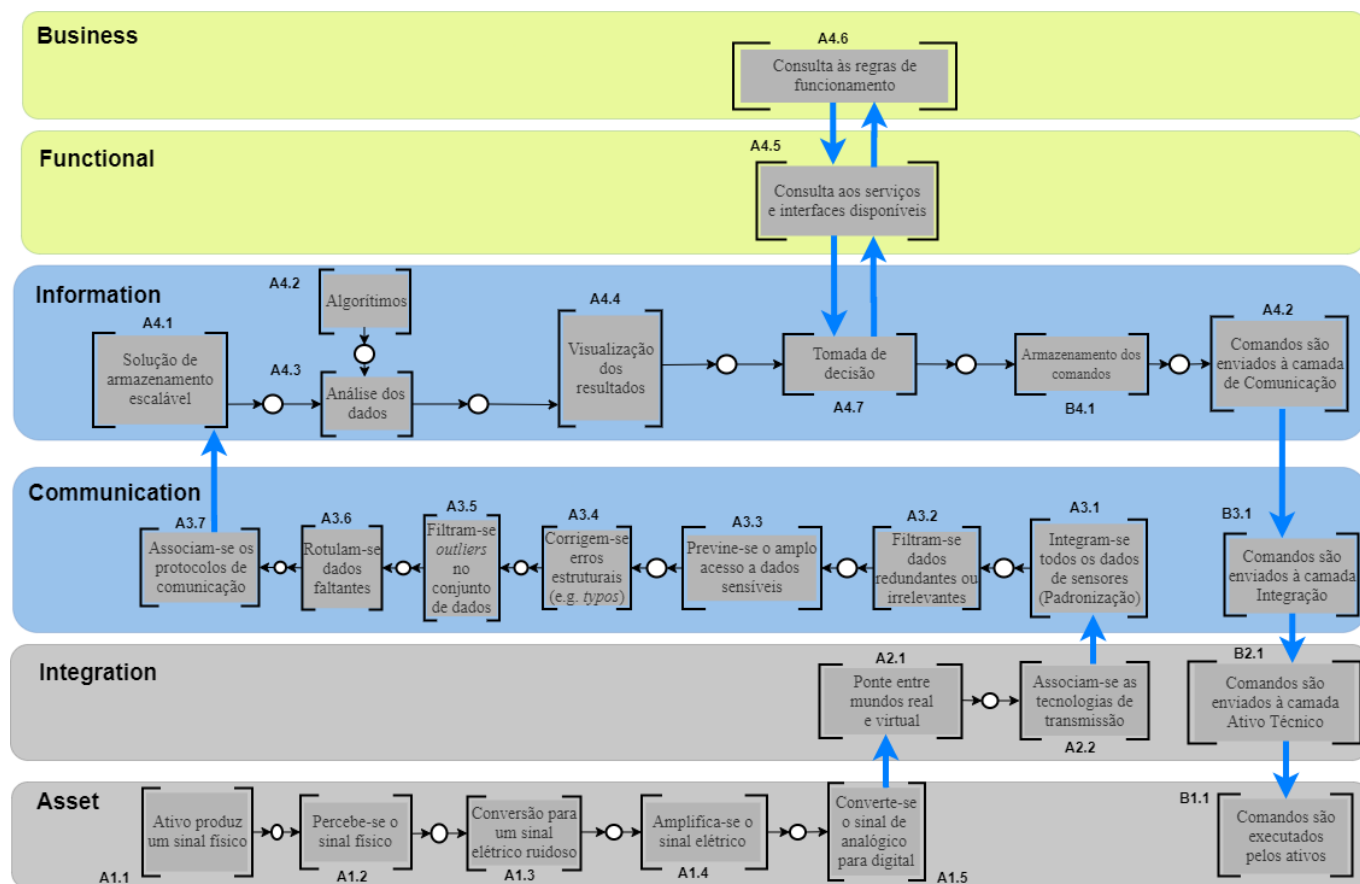 Business
A4.6
Consulta às regras de
funcionamento
Functional
A4.5
Consulta aos serviços
e interfaces disponíveis
Information
A4.1
Solução de
armazenamento
escalável
A4.2
Algorítimos
A4.3
Análise dos
dados
A4.4
Visualização
dos
resultados
Tomada de
decisão
A4.7
Armazenamento dos
comandos
B4.1
A4.2
Comandos são
enviados à camada
de Comunicação
Communication
A3.7
Associam-se os
protocolos de
comunicação
A3.6
Rotulam-se
dados
faltantes
A3.5
Filtram-se
outliers
no
conjunto
de dados
A3.4
Corrigem-se
erros
estruturais
(e.g. typos)
A3.3
Previne-se o amplo
acesso a dados
sensíveis
A3.2
Filtram-se
dados
redundantes ou
irrelevantes
A3.1
Integram-se
todos os dados
de sensores
(Padronização)
B3.1
Comandos são
enviados à camada
Integração
Integration
A2.1
Ponte entre
mundos real
e virtual
Associam-se as
tecnologias de
transmissão
A2.2
B2.1
Comandos são
enviados à camada
Ativo Técnico
Asset
Ativo produz
um sinal físico
A1.1
Percebe-se o
sinal físico
A1.2
Conversão para
um sinal
elétrico ruidoso
A1.3
Amplifica-se o
sinal elétrico
A1.4
Converte-se
o sinal de
analógico
para digital
A1.5
B1.1
Comandos são
executados
pelos ativos